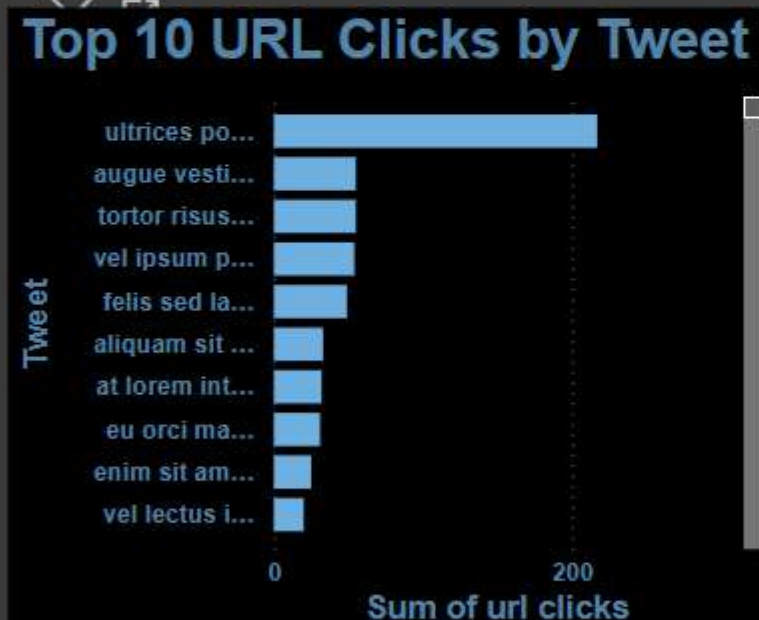 Top 10 URL Clicks by Tweet
ultrices po...
augue vesti...
tortor risus...
vel ipsum p...
felis sed la...
aliquam sit ...
at lorem int...
eu orci ma...
enim sit am...
vel lectus i...
Tweet
0 200
Sum of url clicks